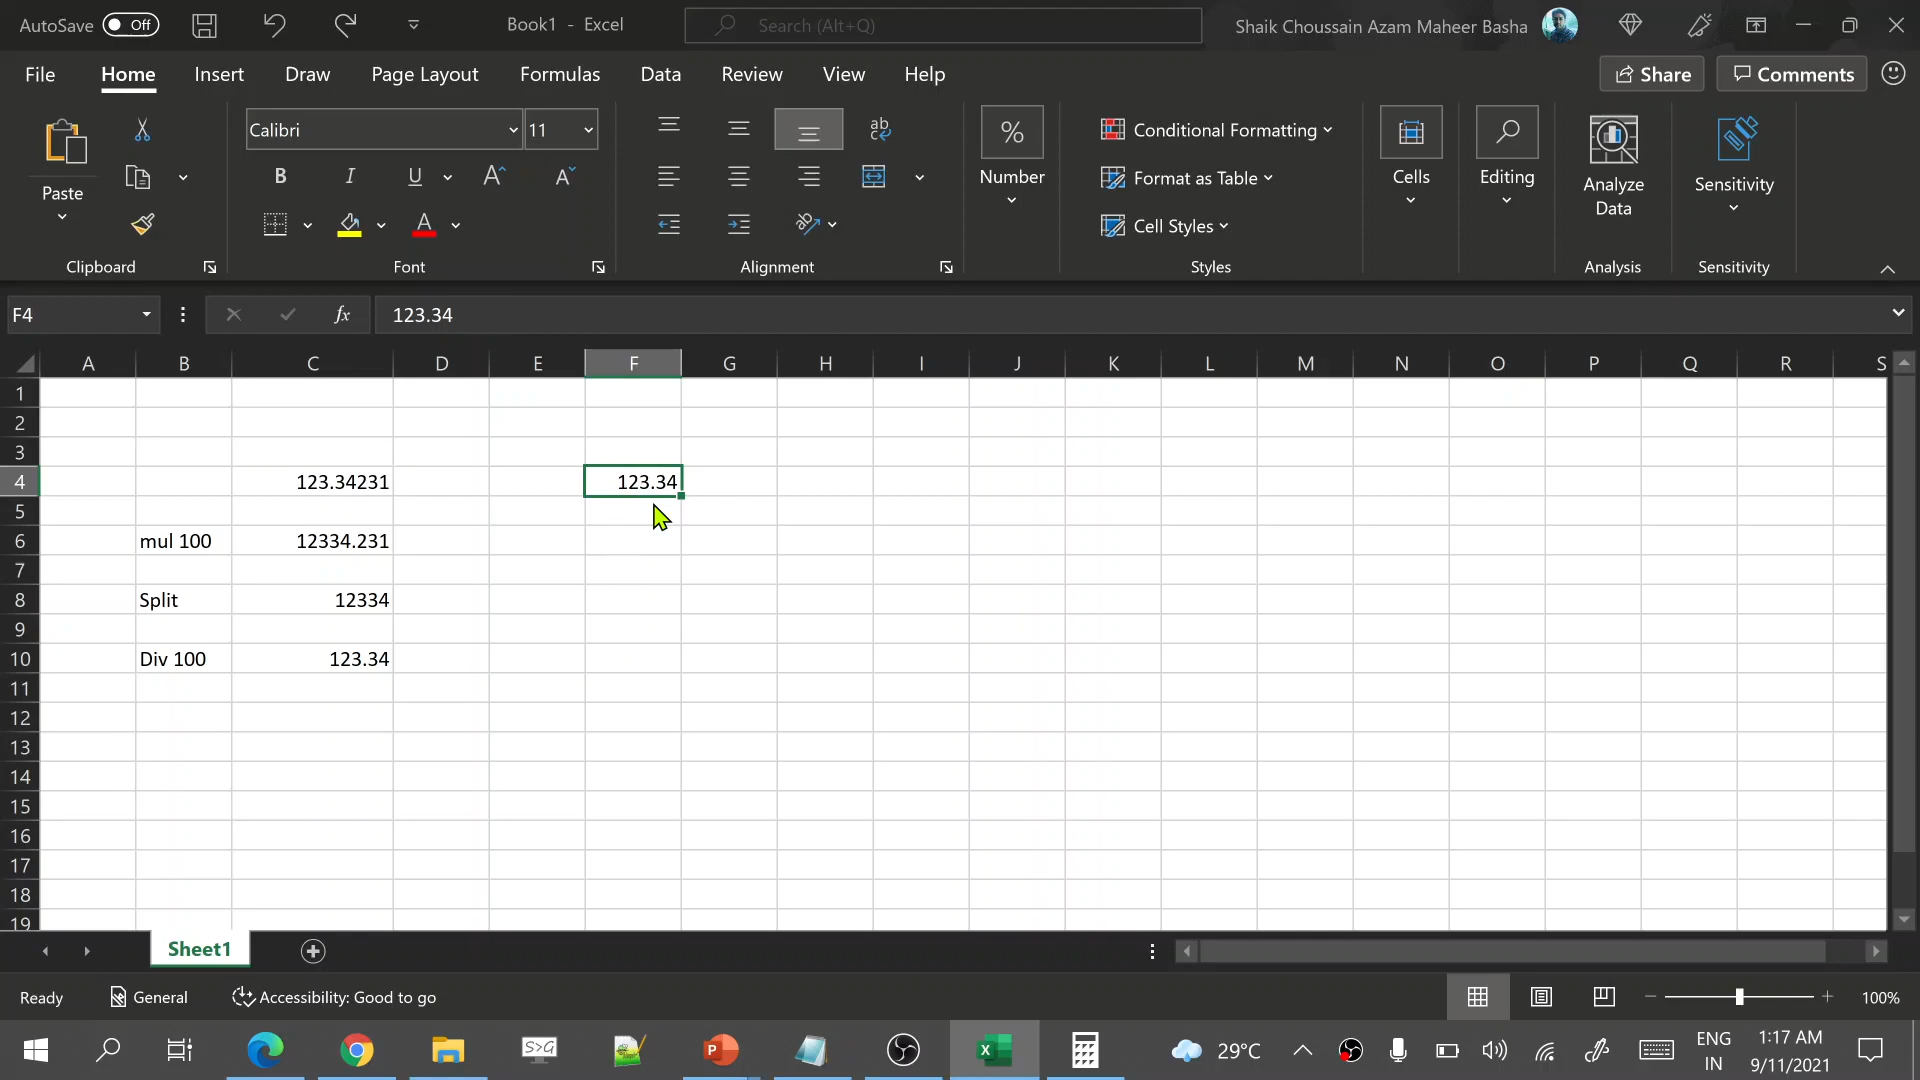 AutoSave Off Book1 - Excel Search (Alt+Q) Shaik Choussain Azam Maheer Basha
File Home Insert Draw Page Layout Formulas Data Review View Help Share Comments
Paste
Calibri 11
B I U A A
A
ab
c
%
Number
Conditional Formatting
Format as Table
Cell Styles
Cells
Editing
Analyze
Data
Sensitivity
Clipboard Font Alignment Styles Analysis Sensitivity
F4 fx 123.34
A B C D E F G H I J K L M N O P Q R S
1
2
3
4 123.34231 123.34
5
6 mul 100 12334.231
7
8 Split 12334
9
10 Div 100 123.34
11
12
13
14
15
16
17
18
19
Sheet1
Ready General Accessibility: Good to go 100%
S>G P X 29°C ENG 1:17 AM
IN 9/11/2021